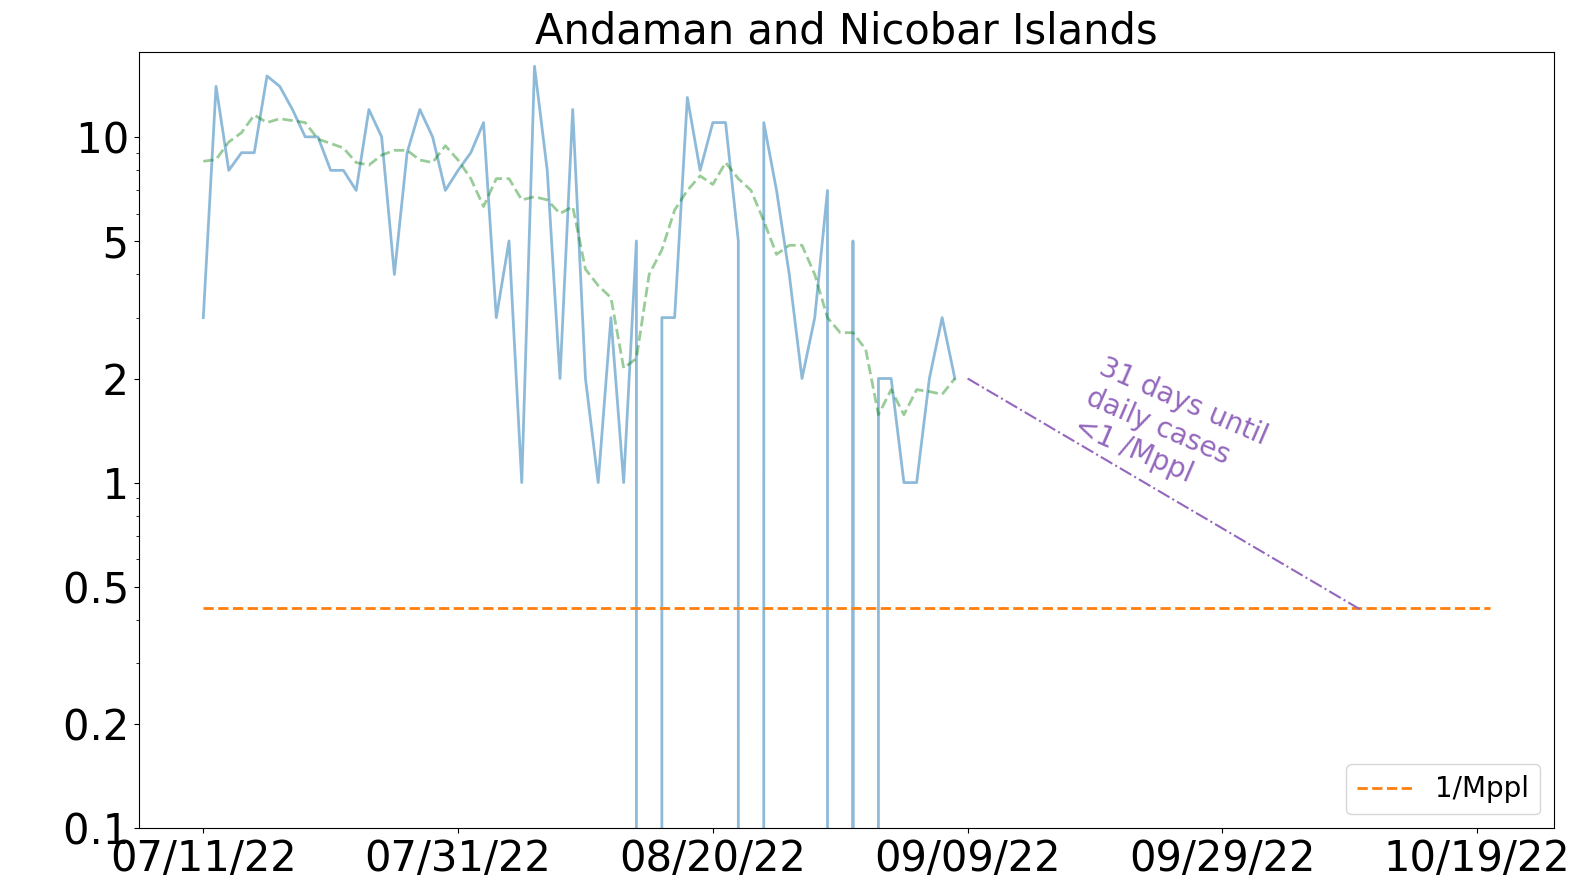 Andaman and Nicobar Islands
10
5
2
1
0.5
0.2
0.1
31 days until
daily cases
<1 /Mppl
1/Mppl
07/11/22 07/31/22 08/20/22 09/09/22 09/29/22 10/19/22